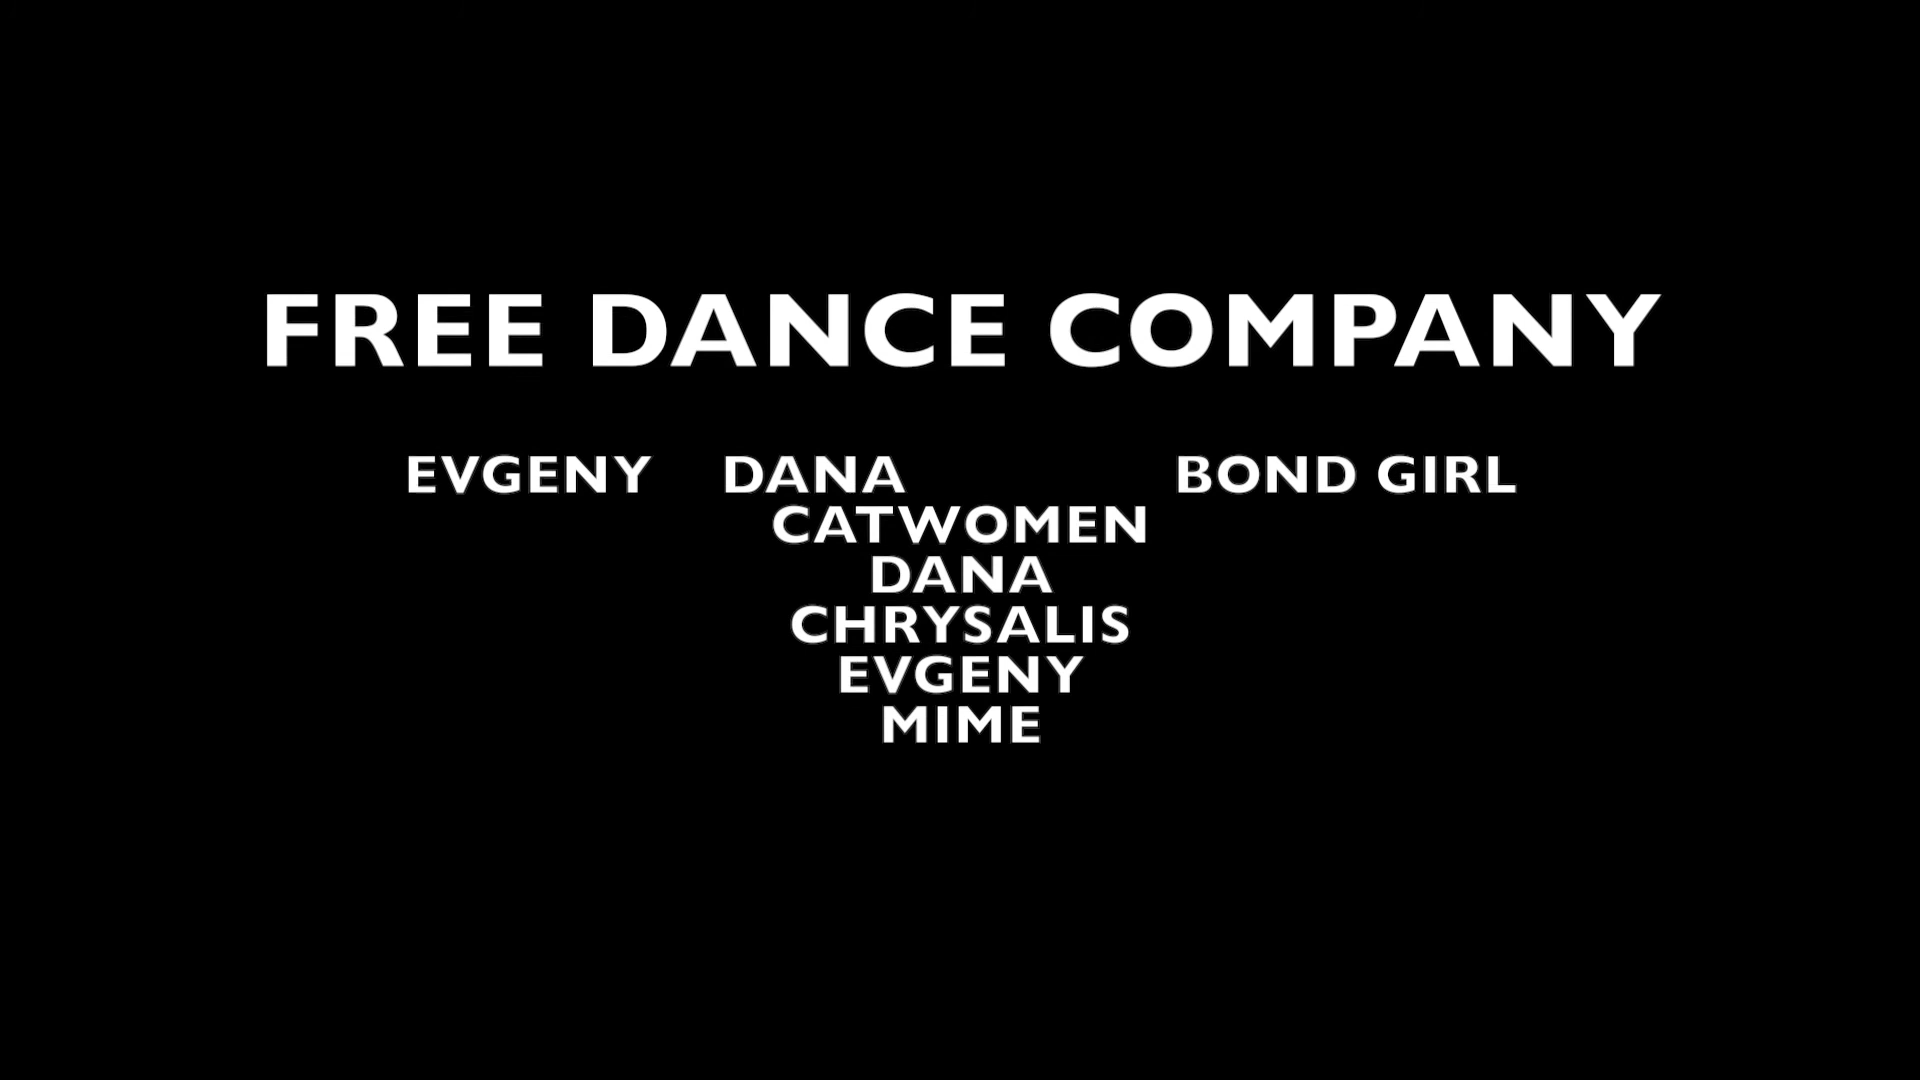 FREE DANCE COMPANY
EVGENY DANA BOND GIRL
CATWOMEN
DANA
CHRYSALIS
EVGENY
MIME